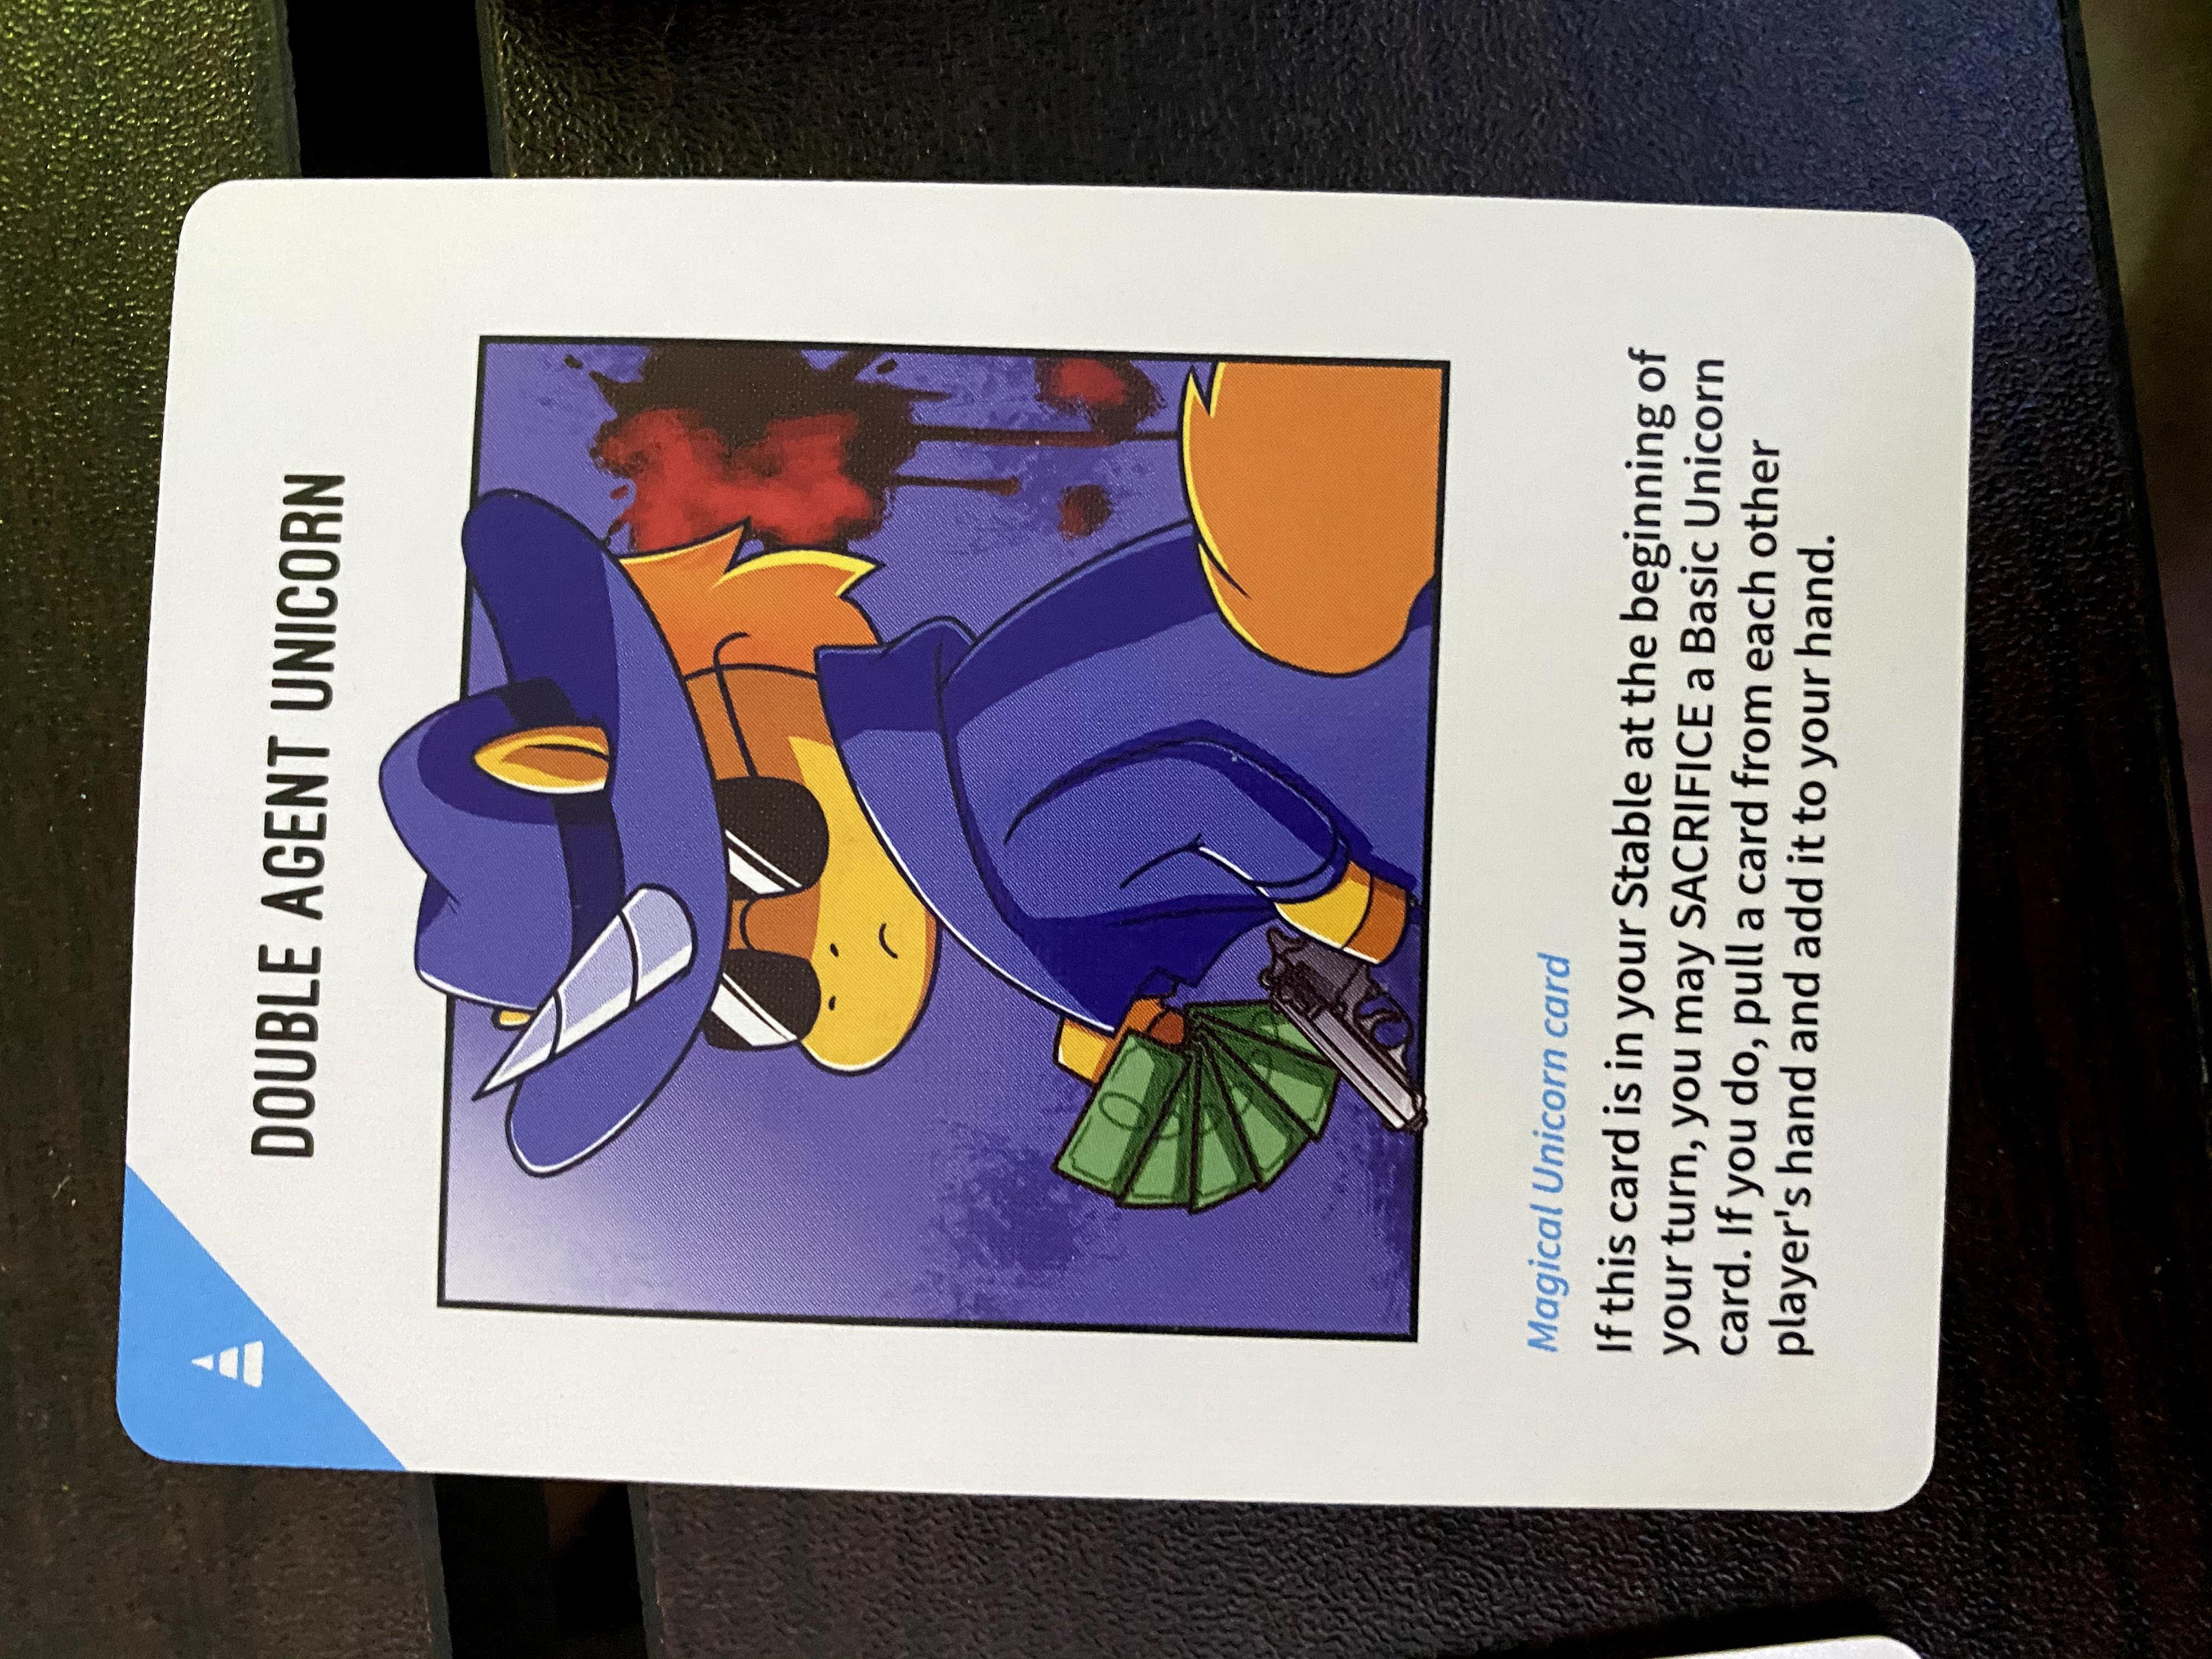 DOUBLE AGENT UNICORN
Magical Unicorn card
If this card is in your Stable at the beginning of
your turn, you may SACRIFICE a Basic Unicorn
card. If you do, pull a card from each other
player's hand and add it to your hand.